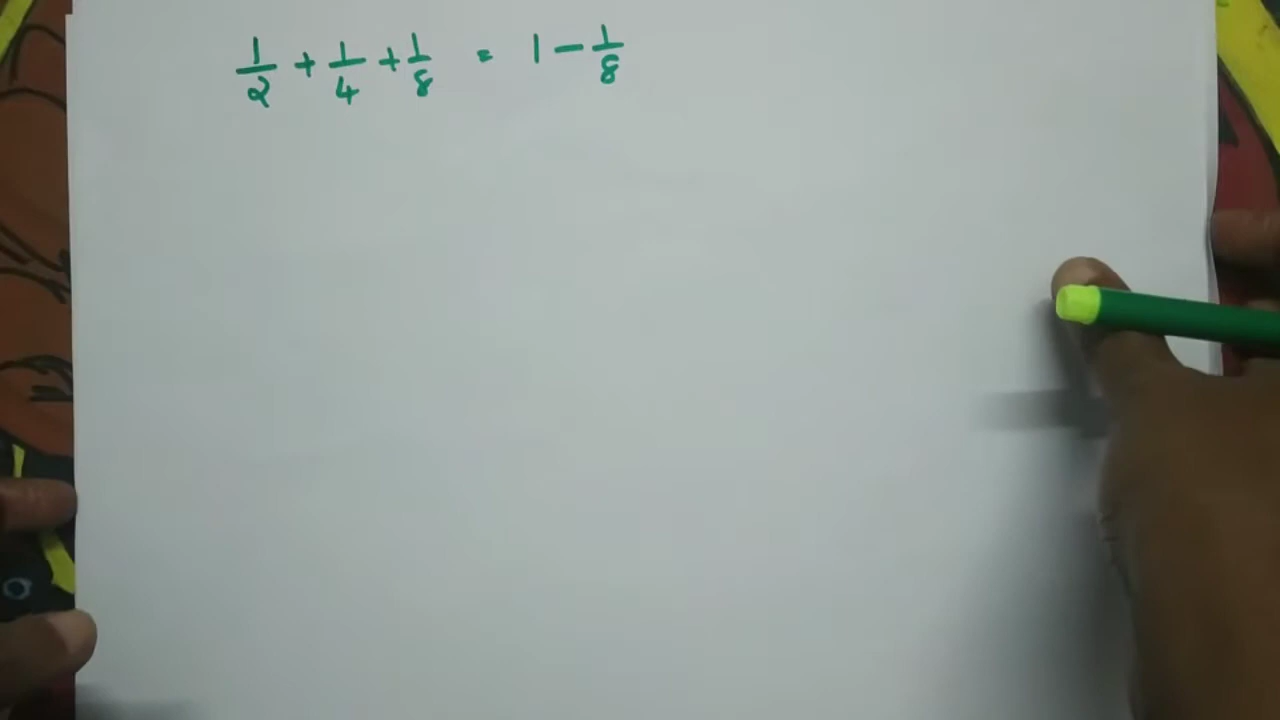 1/2 + 1/4 + 1/8 = 1 - 1/8